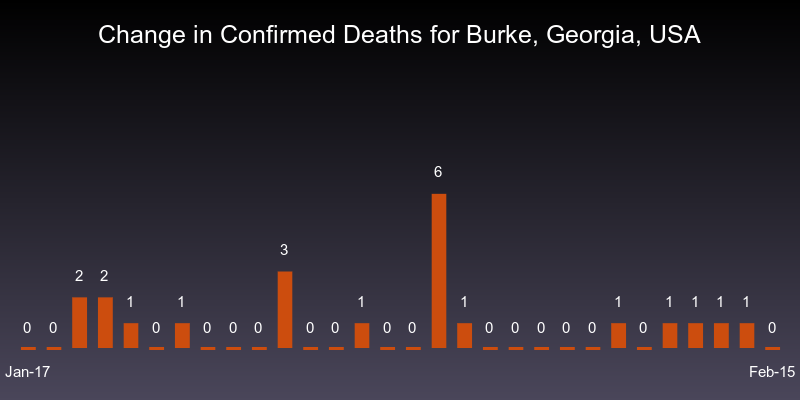 Change in Confirmed Deaths for Burke, Georgia, USA
6
3
2 2
1 1 1 1 1 1 1 1 1
0 0 0 0 0 0 0 0 0 0 0 0 0 0 0 0 0
Jan-17 Feb-15